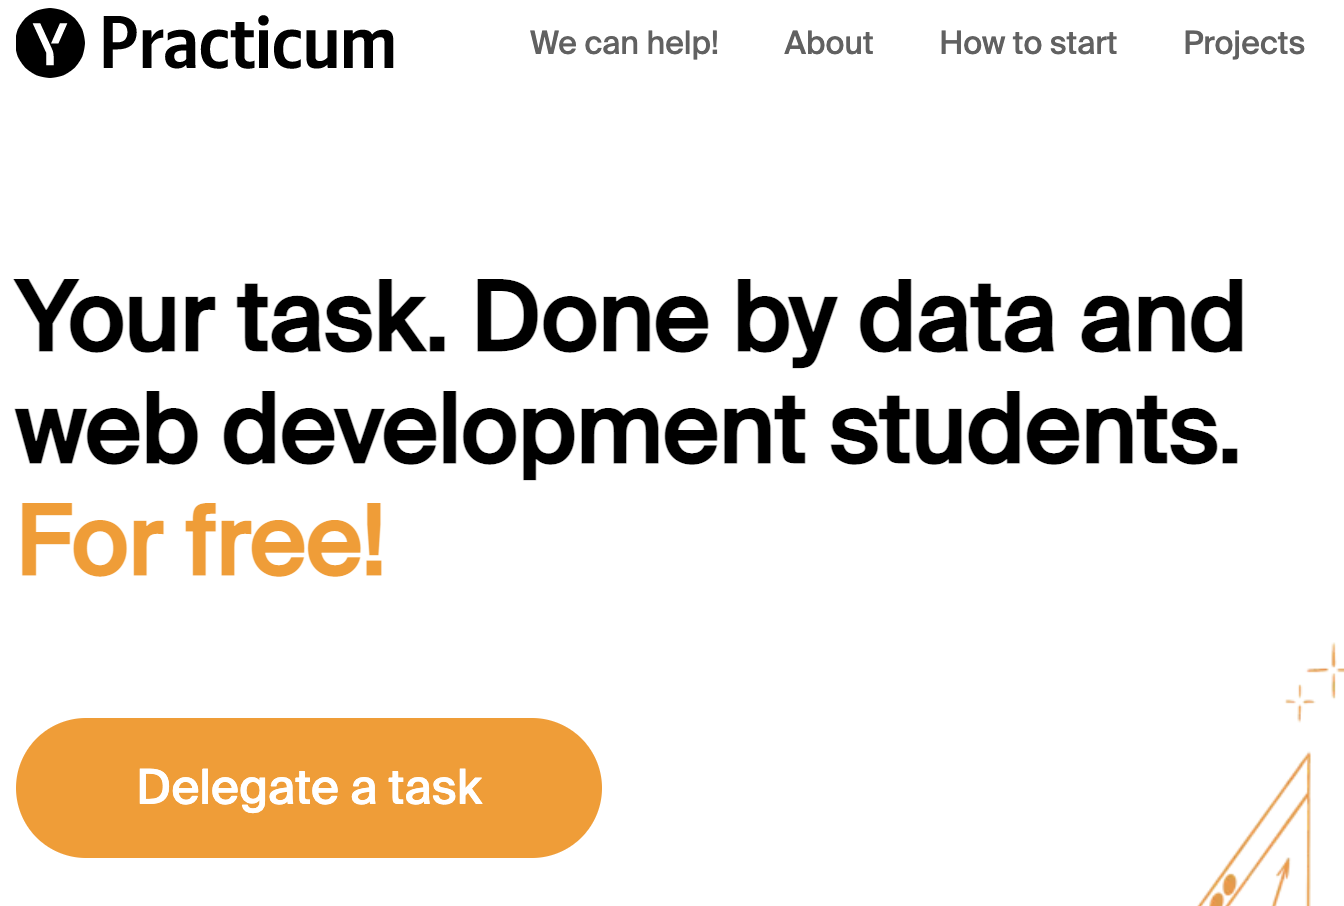 Y Practicum
We can help!
About
How to start
Projects
Your task. Done by data and
web development students.
For free!
Delegate a task